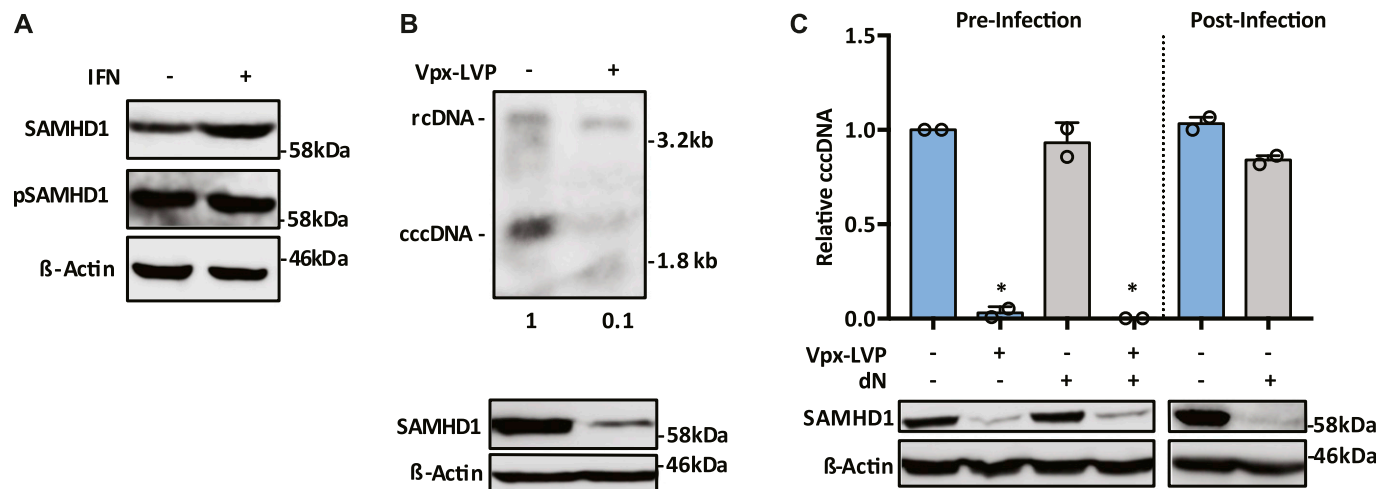 A
IFN - +
SAMHD1
-58kDa
pSAMHD1
-58kDa
ß-Actin
-46kDa
B
Vpx-LVP - +
rcDNA -
-3.2kb
cccDNA -
-1.8 kb
1 0.1
SAMHD1
-58kDa
ß-Actin
-46kDa
C
Pre-Infection Post-Infection
Relative cccDNA
1.5
1.0
0.5
0.0
* *
Vpx-LVP - + - + - -
dN - - + + - +
SAMHD1
-58kDa
ß-Actin
-46kDa